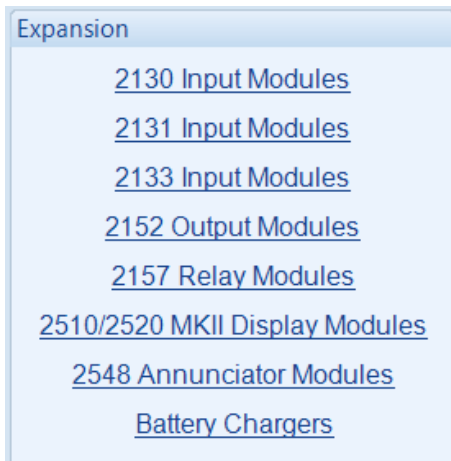 Expansion
2130 Input Modules
2131 Input Modules
2133 Input Modules
2152 Output Modules
2157 Relay Modules
2510/2520 MKII Display Modules
2548 Annunciator Modules
Battery Chargers